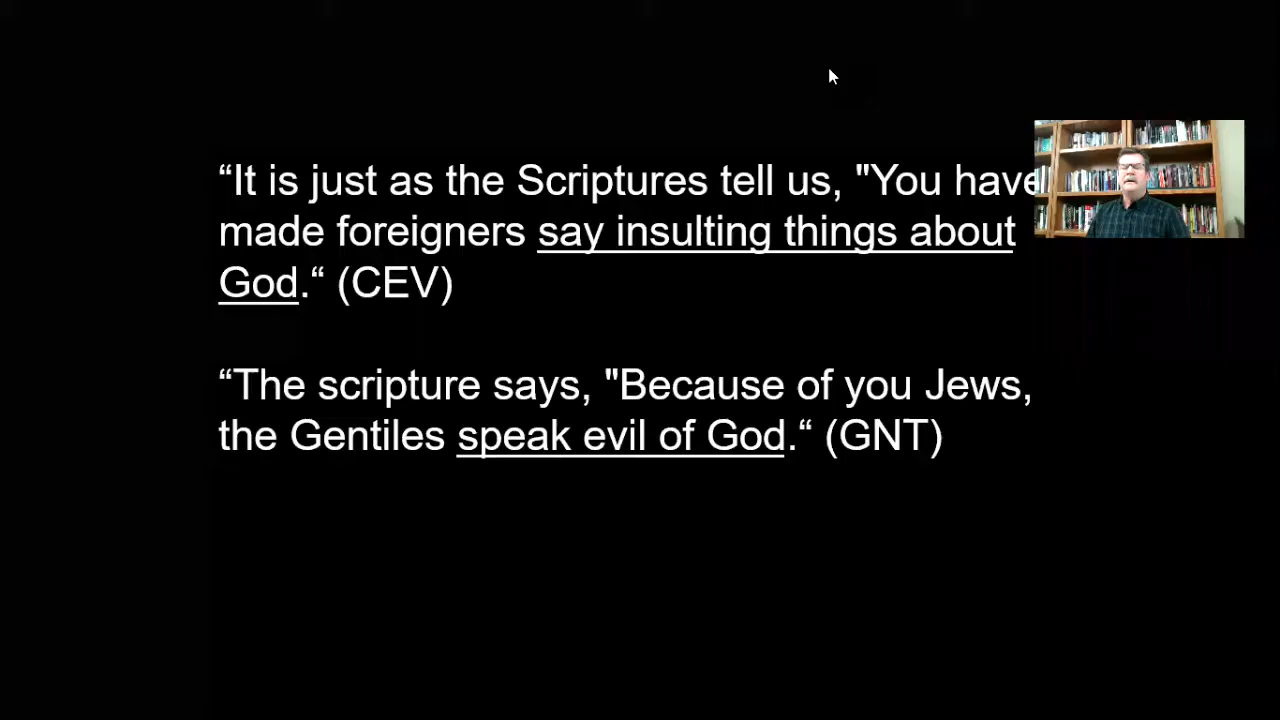 “It is just as the Scriptures tell us, "You have
made foreigners say insulting things about
God.“ (CEV)
“The scripture says, "Because of you Jews,
the Gentiles speak evil of God.“ (GNT)